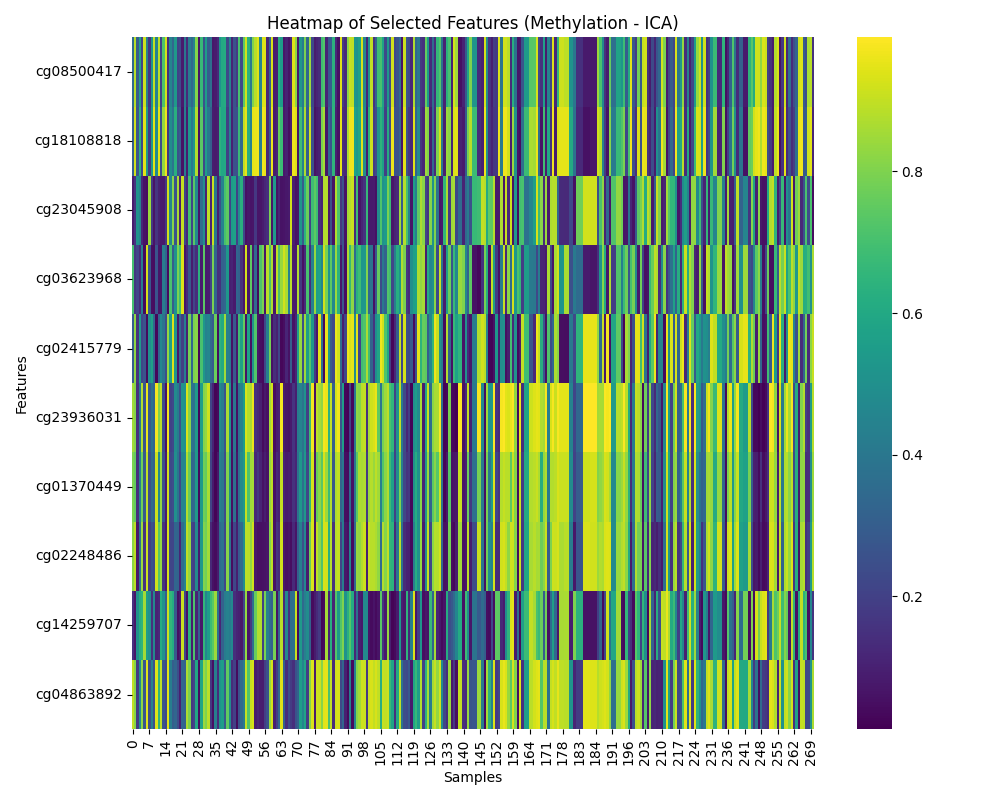 Heatmap of Selected Features (Methylation - ICA)
Features
cg08500417
cg18108818
cg23045908
cg03623968
cg02415779
cg23936031
cg01370449
cg02248486
cg14259707
cg04863892
0 7 14 21 28 35 42 49 56 63 70 77 84 91 98 105 112 119 126 133 140 145 152 159 164 171 178 183 184 191 196 203 210 217 224 231 236 241 248 255 262 269
Samples
0.8
0.6
0.4
0.2